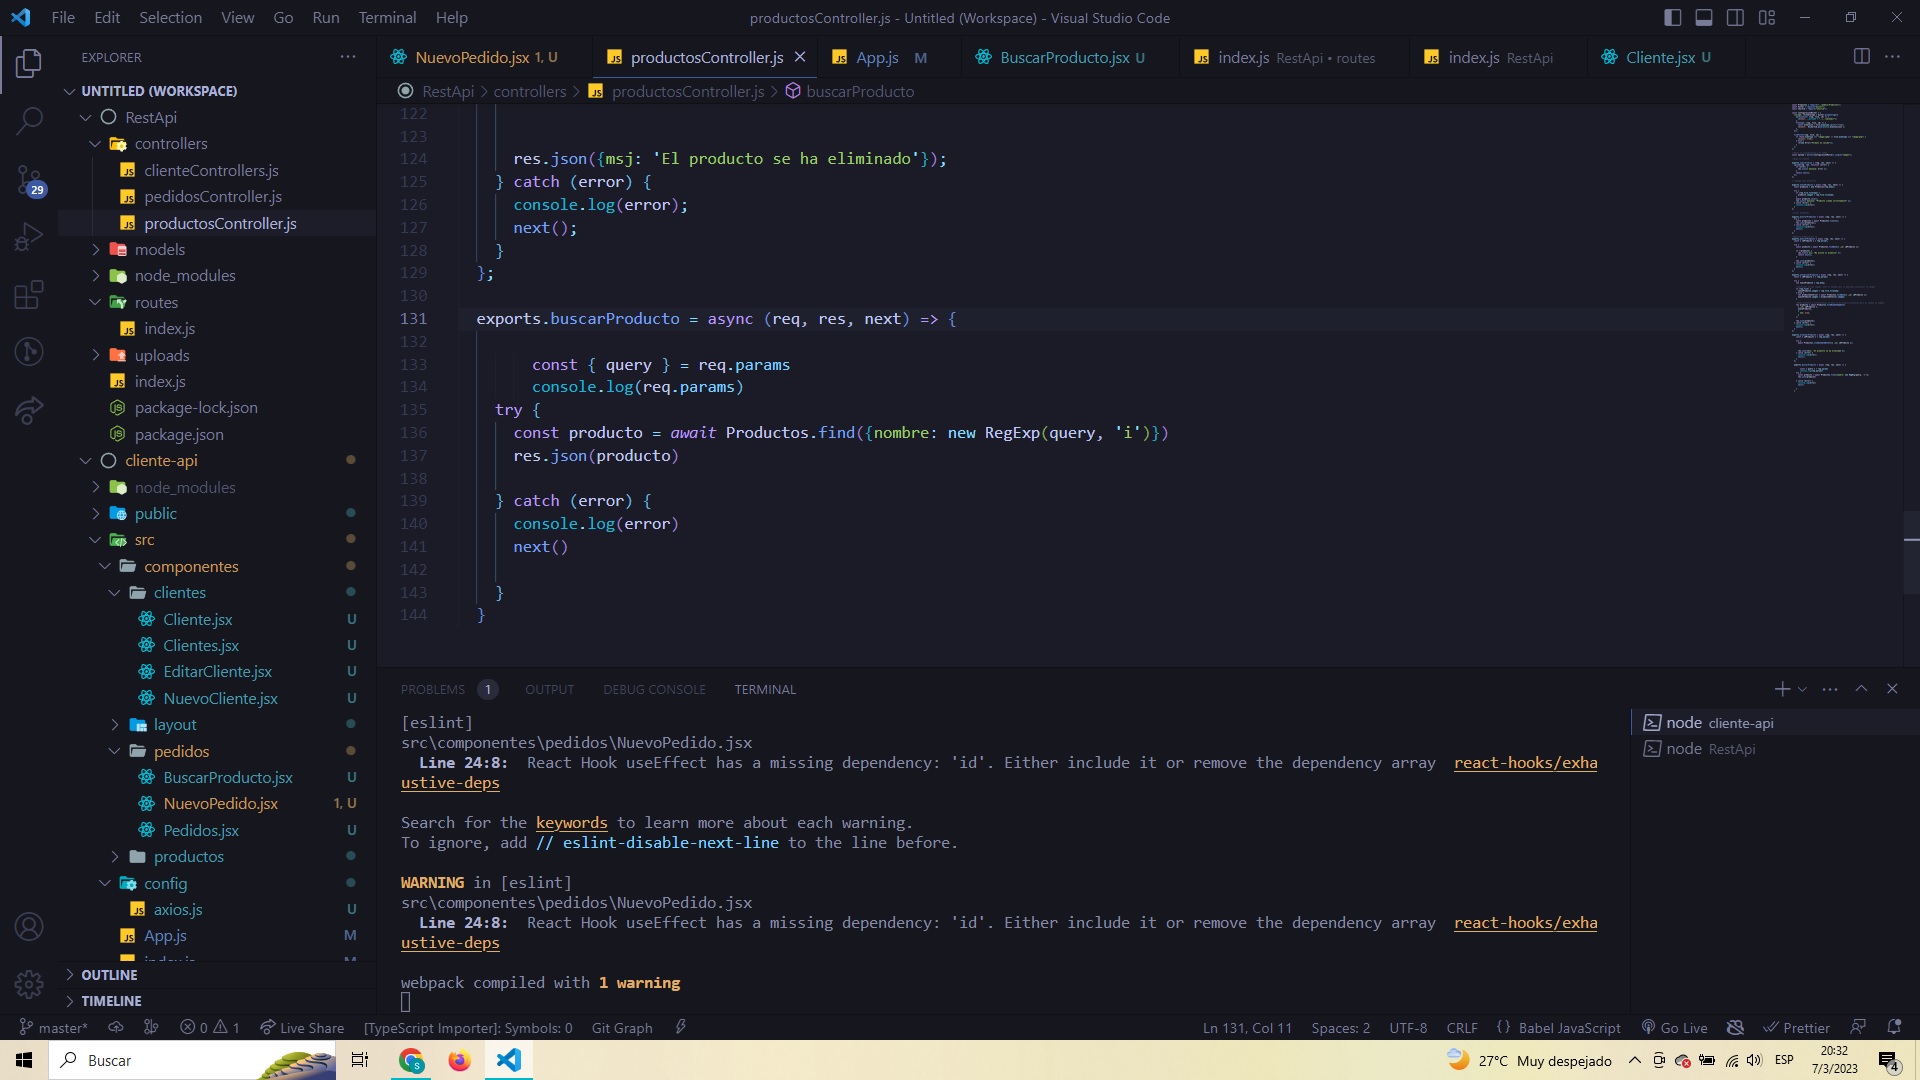 File Edit Selection View Go Run Terminal Help
productosController.js - Untitled (Workspace) - Visual Studio Code
EXPLORER
NuevoPedido.jsx 1, U
productosController.js
App.js M
BuscarProducto.jsx U
index.js RestApi • routes
index.js RestApi
Cliente.jsx U
RestApi > controllers > productosController.js > buscarProducto
UNTITLED (WORKSPACE)
RestApi
controllers
clienteControllers.js
pedidosController.js
productosController.js
models
node_modules
routes
index.js
uploads
index.js
package-lock.json
package.json
cliente-api
node_modules
public
src
componentes
clientes
Cliente.jsx U
Clientes.jsx U
EditarCliente.jsx U
NuevoCliente.jsx U
layout
pedidos
BuscarProducto.jsx U
NuevoPedido.jsx 1, U
Pedidos.jsx U
productos
config
axios.js U
App.js M
index.js M
OUTLINE
TIMELINE
29
122
123
124 res.json({msj: 'El producto se ha eliminado'});
125 } catch (error) {
126 console.log(error);
127 next();
128 }
129 };
130
131 exports.buscarProducto = async (req, res, next) => {
132
133 const { query } = req.params
134 console.log(req.params)
135 try {
136 const producto = await Productos.find({nombre: new RegExp(query, 'i')})
137 res.json(producto)
138
139 } catch (error) {
140 console.log(error)
141 next()
142
143 }
144 }
PROBLEMS 1 OUTPUT DEBUG CONSOLE TERMINAL
[eslint]
src\componentes\pedidos\NuevoPedido.jsx
Line 24:8: React Hook useEffect has a missing dependency: 'id'. Either include it or remove the dependency array react-hooks/exha
ustive-deps
Search for the keywords to learn more about each warning.
To ignore, add // eslint-disable-next-line to the line before.
WARNING in [eslint]
src\componentes\pedidos\NuevoPedido.jsx
Line 24:8: React Hook useEffect has a missing dependency: 'id'. Either include it or remove the dependency array react-hooks/exha
ustive-deps
webpack compiled with 1 warning
node cliente-api
node RestApi
master* 0 1 Live Share [TypeScript Importer]: Symbols: 0 Git Graph
Ln 131, Col 11 Spaces: 2 UTF-8 CRLF {} Babel JavaScript Go Live Prettier
Buscar
27°C Muy despejado
ESP
20:32
7/3/2023
4